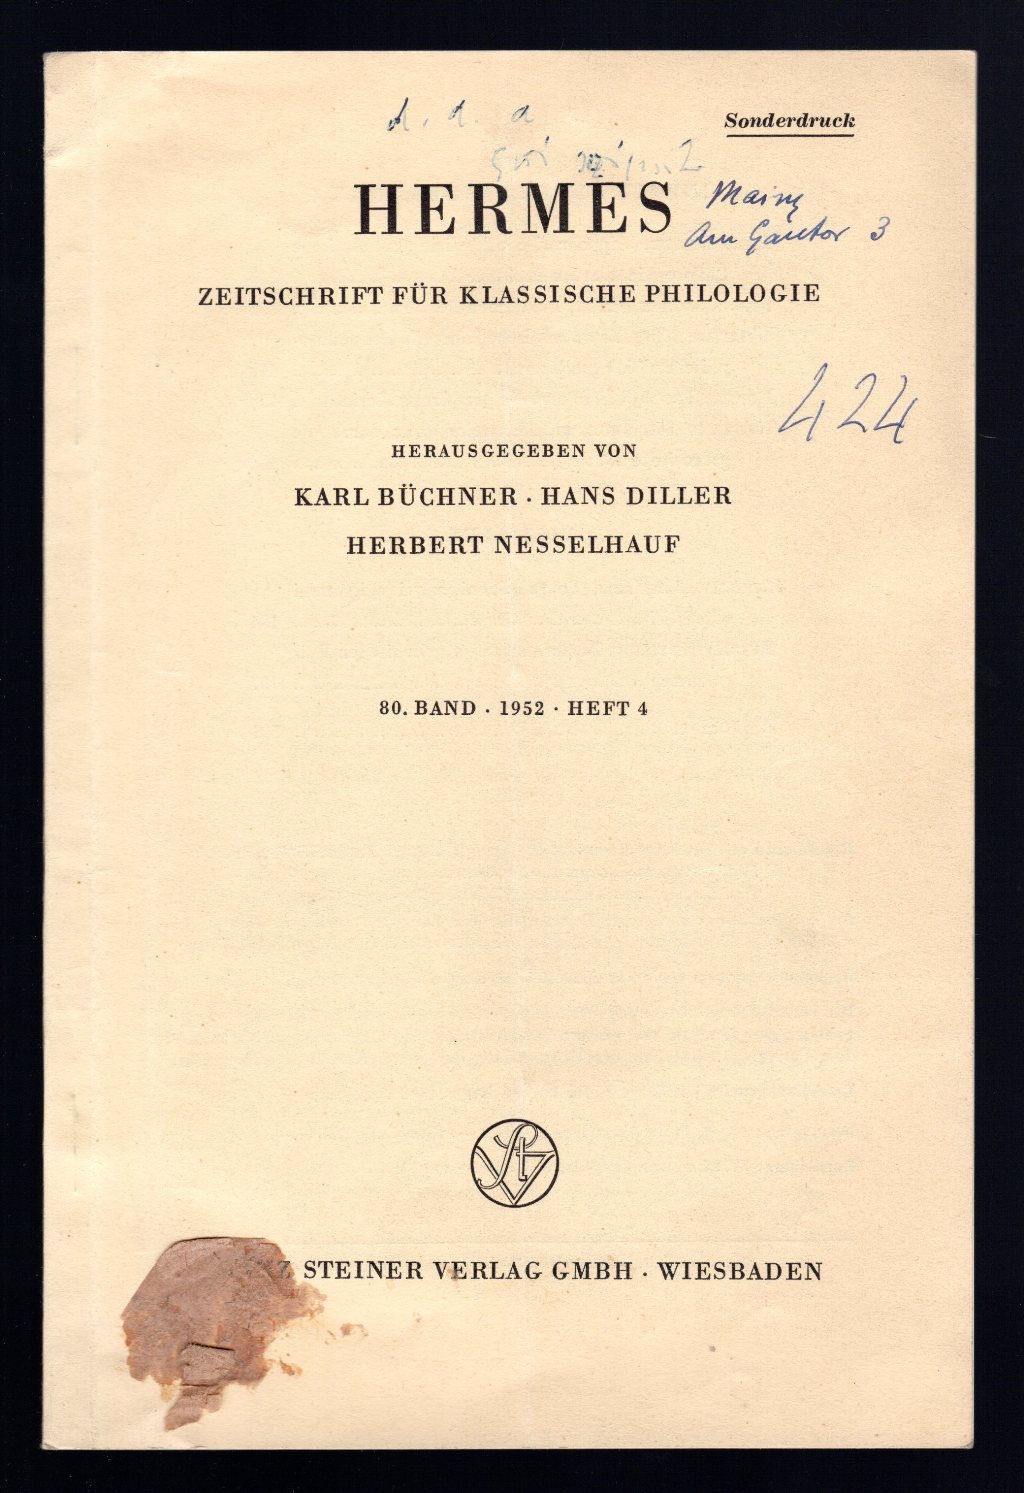 d. d. a
Sonderdruck
HERMES
Mainz
Am Gautor 3
ZEITSCHRIFT FÜR KLASSISCHE PHILOLOGIE
424
HERAUSGEGEBEN VON
KARL BÜCHNER · HANS DILLER
HERBERT NESSELHAUF
80. BAND · 1952 · HEFT 4
StV
STEINER VERLAG GMBH · WIESBADEN